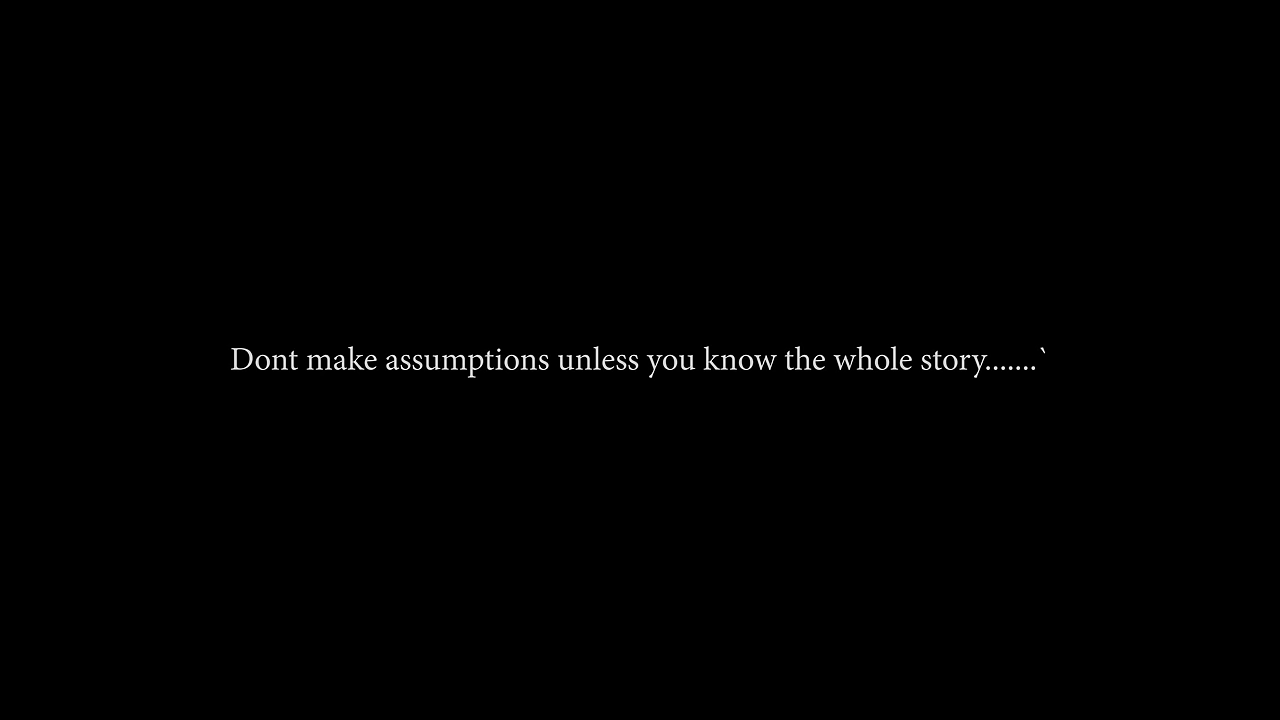 Dont make assumptions unless you know the whole story.......`